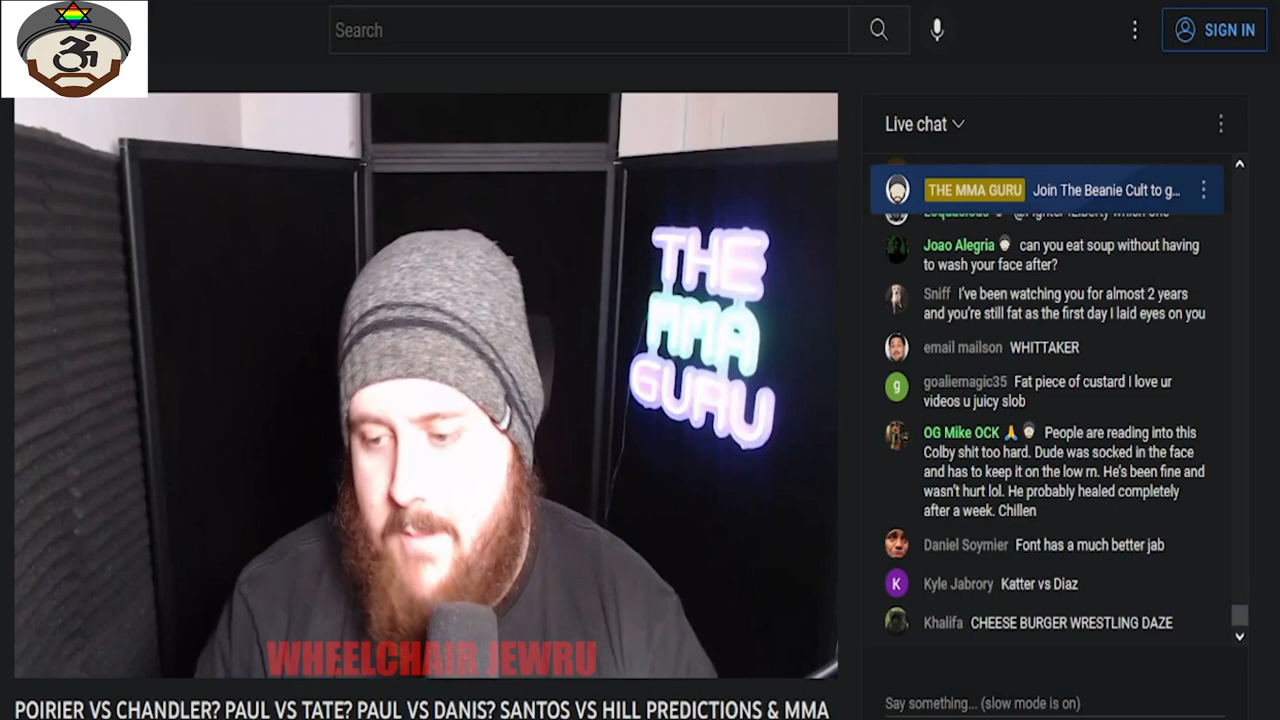 Search
SIGN IN
Live chat
THE MMA GURU Join The Beanie Cult to g...
Joao Alegria can you eat soup without having
to wash your face after?
Sniff I've been watching you for almost 2 years
and you're still fat as the first day I laid eyes on you
email mailson WHITTAKER
g
goaliemagic35 Fat piece of custard I love ur
videos u juicy slob
OG Mike OCK 🙏 People are reading into this
Colby shit too hard. Dude was socked in the face
and has to keep it on the low rn. He's been fine and
wasn't hurt lol. He probably healed completely
after a week. Chillen
Daniel Soymier Font has a much better jab
K
Kyle Jabrory Katter vs Diaz
Khalifa CHEESE BURGER WRESTLING DAZE
Say something... (slow mode is on)
THE
MMA
GURU
WHEELCHAIR JEWRU
POIRIER VS CHANDLER? PAUL VS TATE? PAUL VS DANIS? SANTOS VS HILL PREDICTIONS & MMA